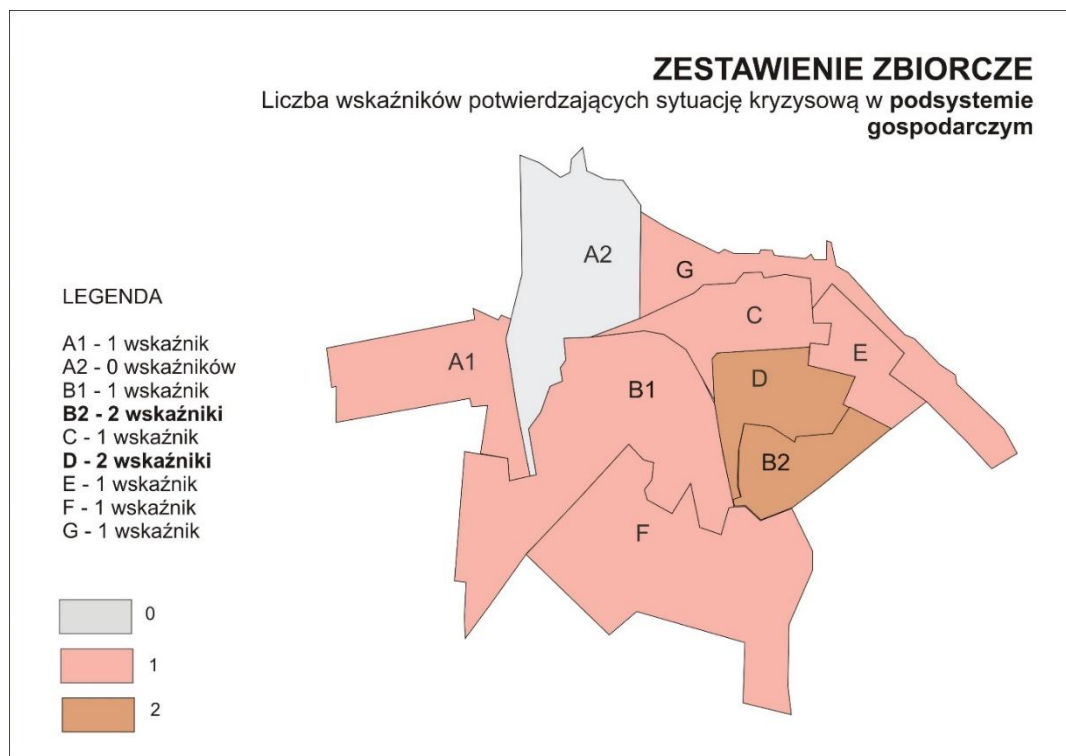 ZESTAWIENIE ZBIORCZE
Liczba wskaźników potwierdzających sytuację kryzysową w podsystemie
gospodarczym
A2
G
LEGENDA
C
A1 - 1 wskaźnik
A1
E
A2 - 0 wskaźników
D
B1 - 1 wskaźnik
B1
B2 - 2 wskaźniki
C - 1 wskaźnik
D - 2 wskaźniki
B2
E - 1 wskaźnik
F - 1 wskaźnik
G - 1 wskaźnik
F
0
1
2